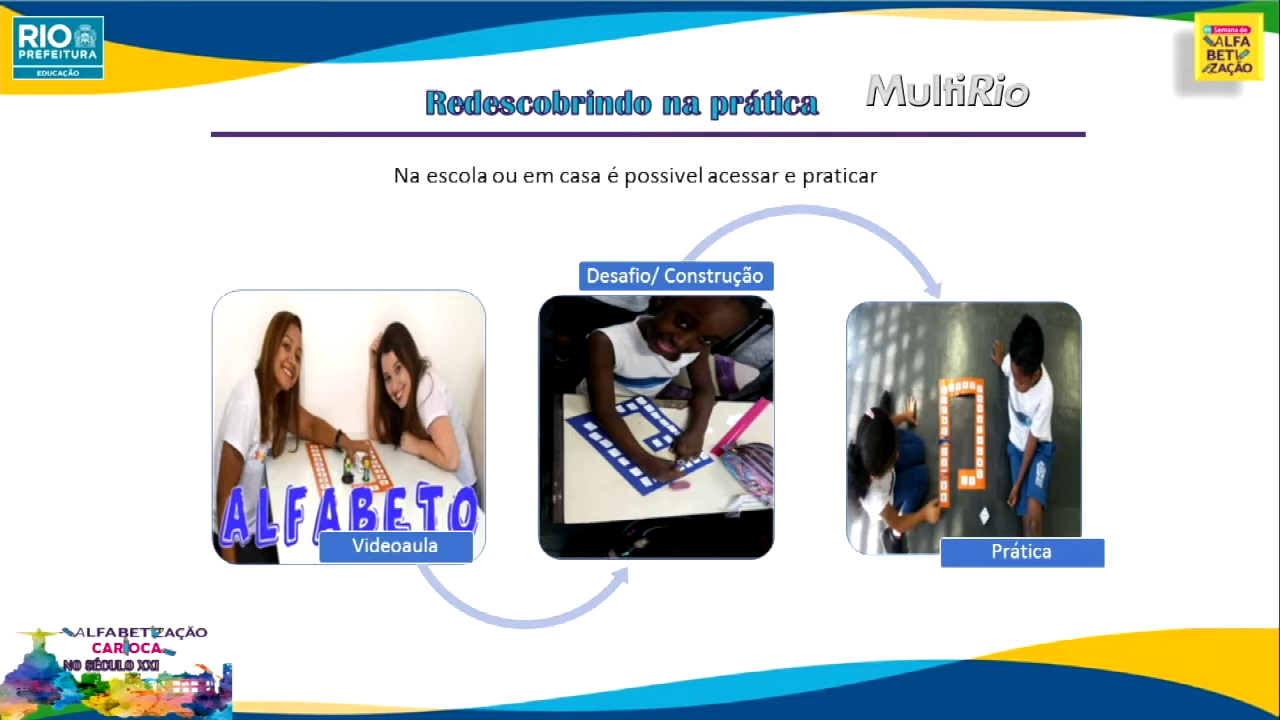 RIO
PREFEITURA
EDUCAÇÃO
Semana de
ALFA
BETI
ZAÇÃO
Redescobrindo na prática
MultiRio
Na escola ou em casa é possivel acessar e praticar
Desafio/ Construção
ALFABETO
Videoaula
Prática
ALFABETIZAÇÃO
CARIOCA
NO SÉCULO XXI